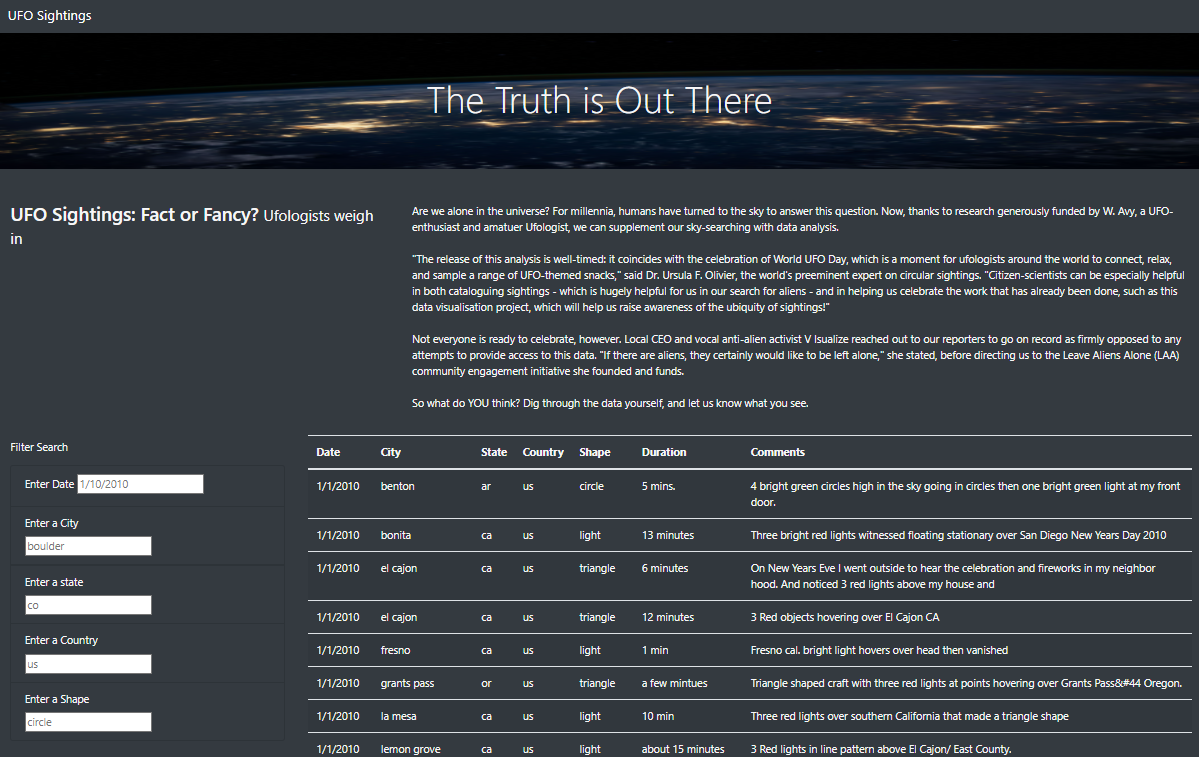 UFO Sightings
The Truth is Out There
UFO Sightings: Fact or Fancy? Ufologists weigh
in
Are we alone in the universe? For millennia, humans have turned to the sky to answer this question. Now, thanks to research generously funded by W. Avy, a UFO-
enthusiast and amatuer Ufologist, we can supplement our sky-searching with data analysis.
"The release of this analysis is well-timed: it coincides with the celebration of World UFO Day, which is a moment for ufologists around the world to connect, relax,
and sample a range of UFO-themed snacks," said Dr. Ursula F. Olivier, the world's preeminent expert on circular sightings. "Citizen-scientists can be especially helpful
in both cataloguing sightings - which is hugely helpful for us in our search for aliens - and in helping us celebrate the work that has already been done, such as this
data visualisation project, which will help us raise awareness of the ubiquity of sightings!"
Not everyone is ready to celebrate, however. Local CEO and vocal anti-alien activist V Isualize reached out to our reporters to go on record as firmly opposed to any
attempts to provide access to this data. "If there are aliens, they certainly would like to be left alone," she stated, before directing us to the Leave Aliens Alone (LAA)
community engagement initiative she founded and funds.
So what do YOU think? Dig through the data yourself, and let us know what you see.
Filter Search
Enter Date 1/10/2010
Enter a City
boulder
Enter a state
co
Enter a Country
us
Enter a Shape
circle
Date City State Country Shape Duration Comments
1/1/2010 benton ar us circle 5 mins. 4 bright green circles high in the sky going in circles then one bright green light at my front
door.
1/1/2010 bonita ca us light 13 minutes Three bright red lights witnessed floating stationary over San Diego New Years Day 2010
1/1/2010 el cajon ca us triangle 6 minutes On New Years Eve I went outside to hear the celebration and fireworks in my neighbor
hood. And noticed 3 red lights above my house and
1/1/2010 el cajon ca us triangle 12 minutes 3 Red objects hovering over El Cajon CA
1/1/2010 fresno ca us light 1 min Fresno cal. bright light hovers over head then vanished
1/1/2010 grants pass or us triangle a few mintues Triangle shaped craft with three red lights at points hovering over Grants Pass&#44 Oregon.
1/1/2010 la mesa ca us light 10 min Three red lights over southern California that made a triangle shape
1/1/2010 lemon grove ca us light about 15 minutes 3 Red lights in line pattern above El Cajon/ East County.